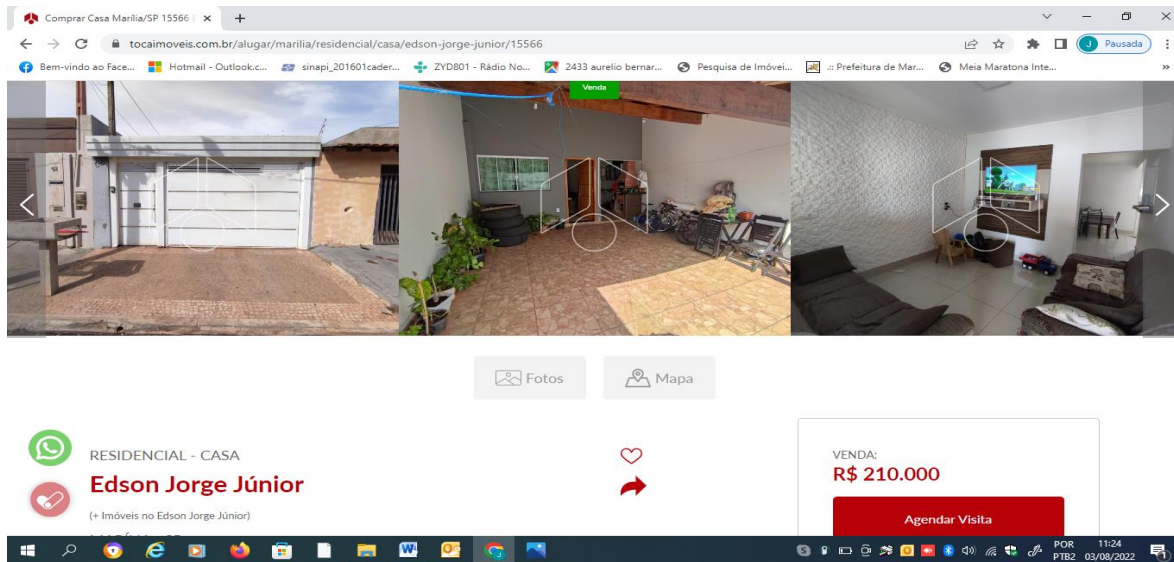 Comprar Casa Marília/SP 15566
tocaimoveis.com.br/alugar/marilia/residencial/casa/edson-jorge-junior/15566
J Pausada
Bem-vindo ao Face... Hotmail - Outlook.c... sinapi_201601cader... ZYD801 - Rádio No... 2433 aurelio bernar... Pesquisa de Imóvei... .:: Prefeitura de Mar... Meia Maratona Inte... »
Venda
Fotos Mapa
RESIDENCIAL - CASA
Edson Jorge Júnior
(+ Imóveis no Edson Jorge Júnior)
VENDA:
R$ 210.000
Agendar Visita
POR 11:24
PTB2 03/08/2022